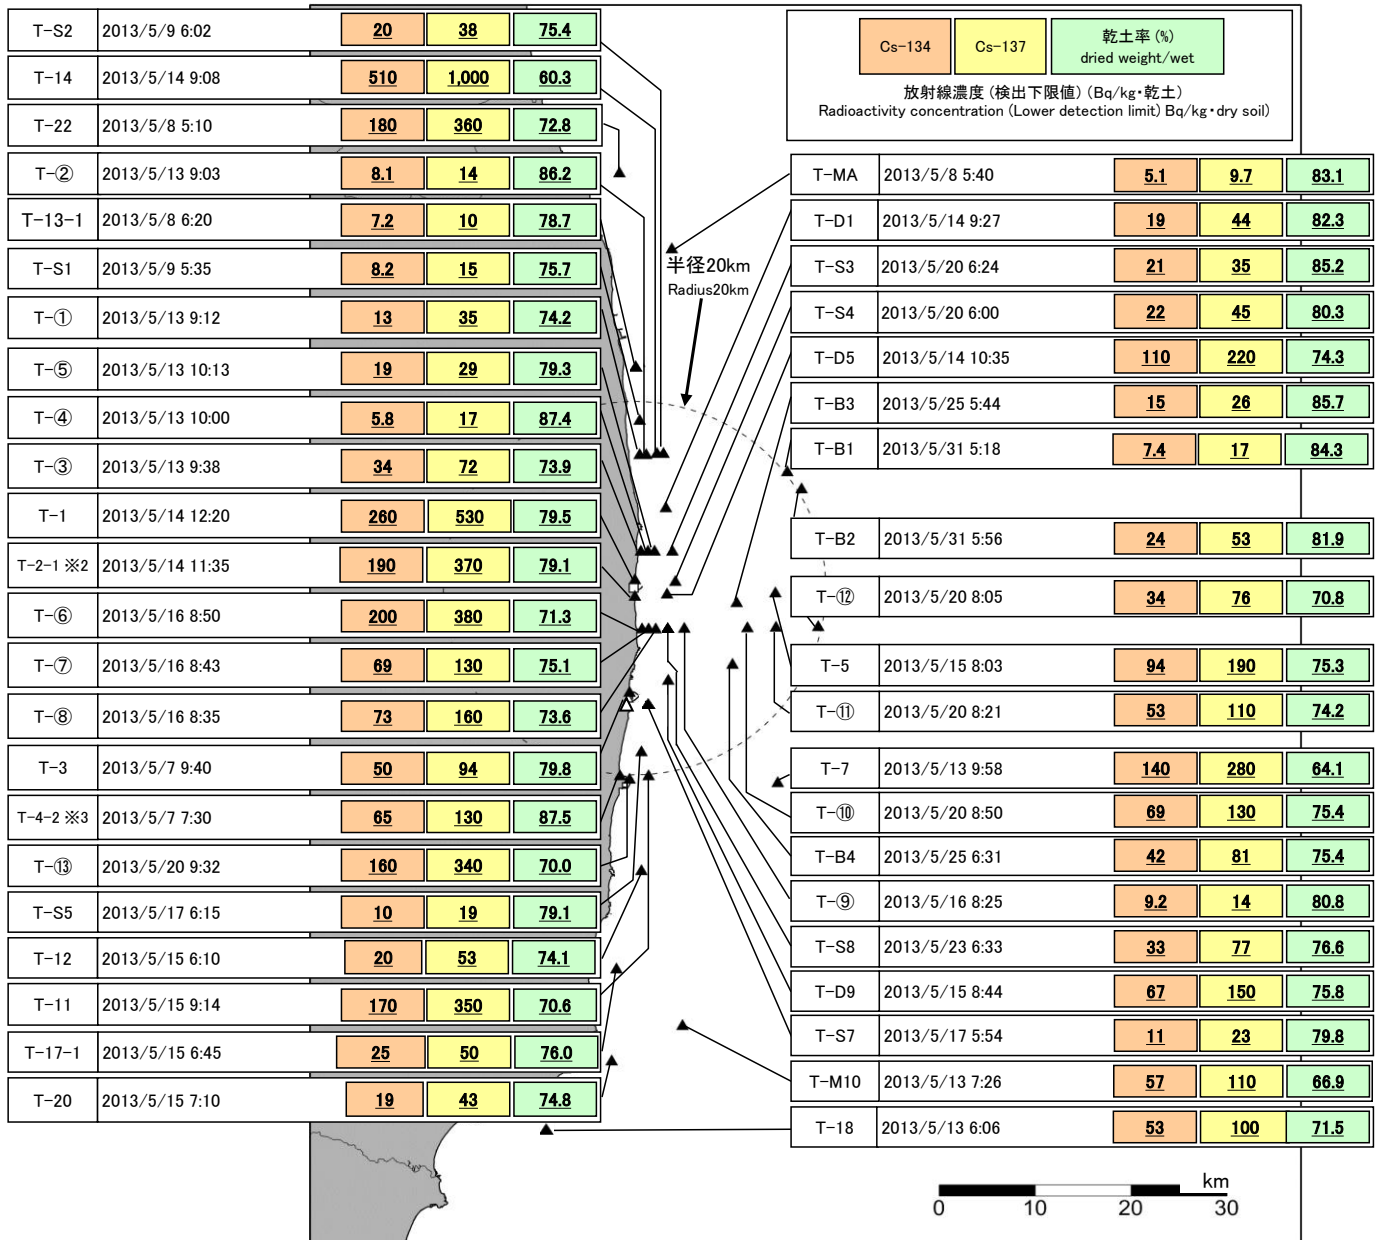 T-S2 2013/5/9 6:02 20 38 75.4
T-14 2013/5/14 9:08 510 1,000 60.3
T-22 2013/5/8 5:10 180 360 72.8
T-② 2013/5/13 9:03 8.1 14 86.2
T-13-1 2013/5/8 6:20 7.2 10 78.7
T-S1 2013/5/9 5:35 8.2 15 75.7
T-① 2013/5/13 9:12 13 35 74.2
T-⑤ 2013/5/13 10:13 19 29 79.3
T-④ 2013/5/13 10:00 5.8 17 87.4
T-③ 2013/5/13 9:38 34 72 73.9
T-1 2013/5/14 12:20 260 530 79.5
T-2-1 ※2 2013/5/14 11:35 190 370 79.1
T-⑥ 2013/5/16 8:50 200 380 71.3
T-⑦ 2013/5/16 8:43 69 130 75.1
T-⑧ 2013/5/16 8:35 73 160 73.6
T-3 2013/5/7 9:40 50 94 79.8
T-4-2 ※3 2013/5/7 7:30 65 130 87.5
T-⑬ 2013/5/20 9:32 160 340 70.0
T-S5 2013/5/17 6:15 10 19 79.1
T-12 2013/5/15 6:10 20 53 74.1
T-11 2013/5/15 9:14 170 350 70.6
T-17-1 2013/5/15 6:45 25 50 76.0
T-20 2013/5/15 7:10 19 43 74.8
Cs-134 Cs-137 乾土率 (%)
dried weight/wet
放射線濃度 (検出下限値) (Bq/kg・乾土)
Radioactivity concentration (Lower detection limit) Bq/kg・dry soil)
半径20km
Radius20km
T-MA 2013/5/8 5:40 5.1 9.7 83.1
T-D1 2013/5/14 9:27 19 44 82.3
T-S3 2013/5/20 6:24 21 35 85.2
T-S4 2013/5/20 6:00 22 45 80.3
T-D5 2013/5/14 10:35 110 220 74.3
T-B3 2013/5/25 5:44 15 26 85.7
T-B1 2013/5/31 5:18 7.4 17 84.3
T-B2 2013/5/31 5:56 24 53 81.9
T-⑫ 2013/5/20 8:05 34 76 70.8
T-5 2013/5/15 8:03 94 190 75.3
T-⑪ 2013/5/20 8:21 53 110 74.2
T-7 2013/5/13 9:58 140 280 64.1
T-⑩ 2013/5/20 8:50 69 130 75.4
T-B4 2013/5/25 6:31 42 81 75.4
T-⑨ 2013/5/16 8:25 9.2 14 80.8
T-S8 2013/5/23 6:33 33 77 76.6
T-D9 2013/5/15 8:44 67 150 75.8
T-S7 2013/5/17 5:54 11 23 79.8
T-M10 2013/5/13 7:26 57 110 66.9
T-18 2013/5/13 6:06 53 100 71.5
km
0 10 20 30